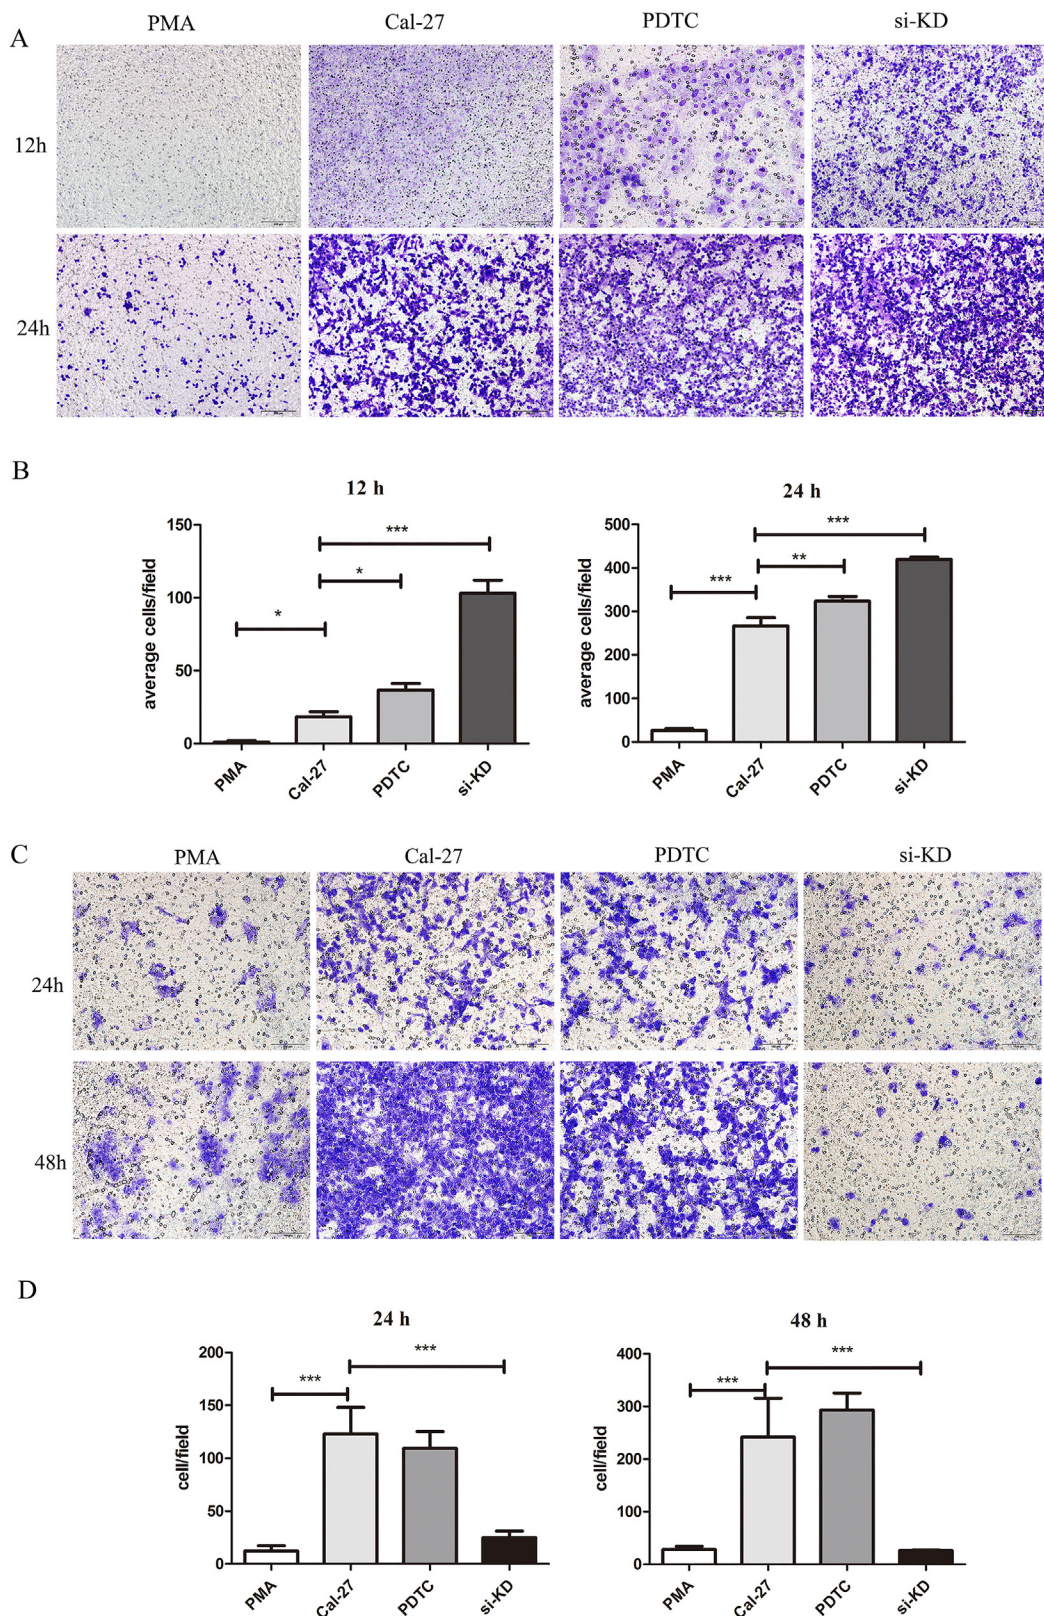 PMA Cal-27 PDTC si-KD
A
12h
24h
B
12 h
average cells/field
150
100
50
0
*
*
***
PMA Cal-27 PDTC si-KD
24 h
average cells/field
500
400
300
200
100
0
***
**
***
PMA Cal-27 PDTC si-KD
C
PMA Cal-27 PDTC si-KD
24h
48h
D
24 h
cell/field
200
150
100
50
0
***
***
PMA Cal-27 PDTC si-KD
48 h
cell/field
400
300
200
100
0
***
***
PMA Cal-27 PDTC si-KD